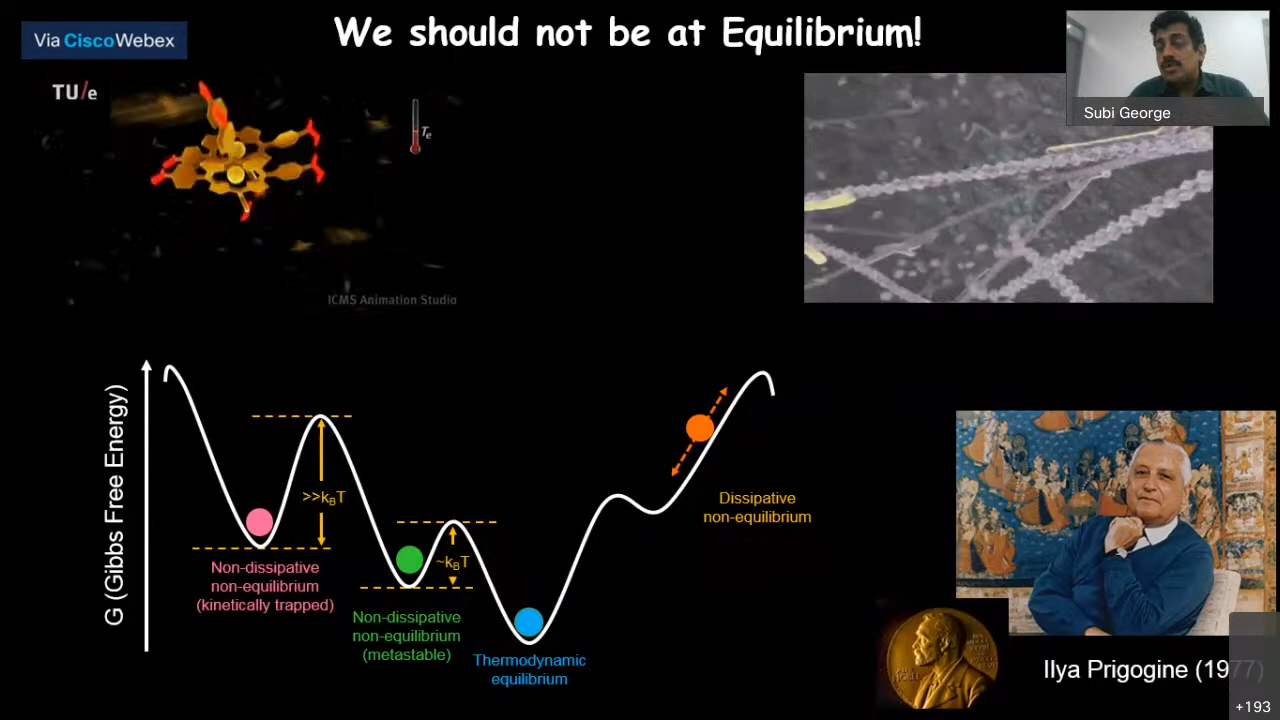 Via CiscoWebex
We should not be at Equilibrium!
Subi George
TU/e
Te
ICMS Animation Studio
G (Gibbs Free Energy)
>>kBT
~kBT
Non-dissipative
non-equilibrium
(kinetically trapped)
Non-dissipative
non-equilibrium
(metastable)
Thermodynamic
equilibrium
Dissipative
non-equilibrium
Ilya Prigogine (1977)
+193